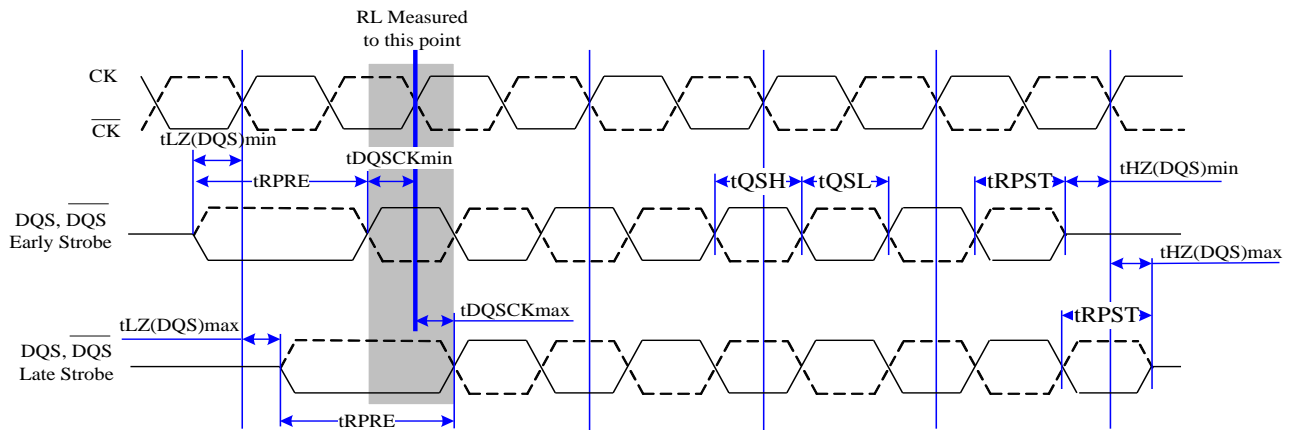 RL Measured
to this point
CK
CK
tLZ(DQS)min
tDQSCKmin
tRPRE
tQSH
tQSL
tRPST
tHZ(DQS)min
DQS, DQS
Early Strobe
tHZ(DQS)max
tDQSCKmax
tLZ(DQS)max
tRPST
DQS, DQS
Late Strobe
tRPRE